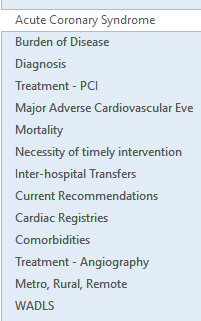 Acute Coronary Syndrome
Burden of Disease
Diagnosis
Treatment - PCI
Major Adverse Cardiovascular Eve
Mortality
Necessity of timely intervention
Inter-hospital Transfers
Current Recommendations
Cardiac Registries
Comorbidities
Treatment - Angiography
Metro, Rural, Remote
WADLS